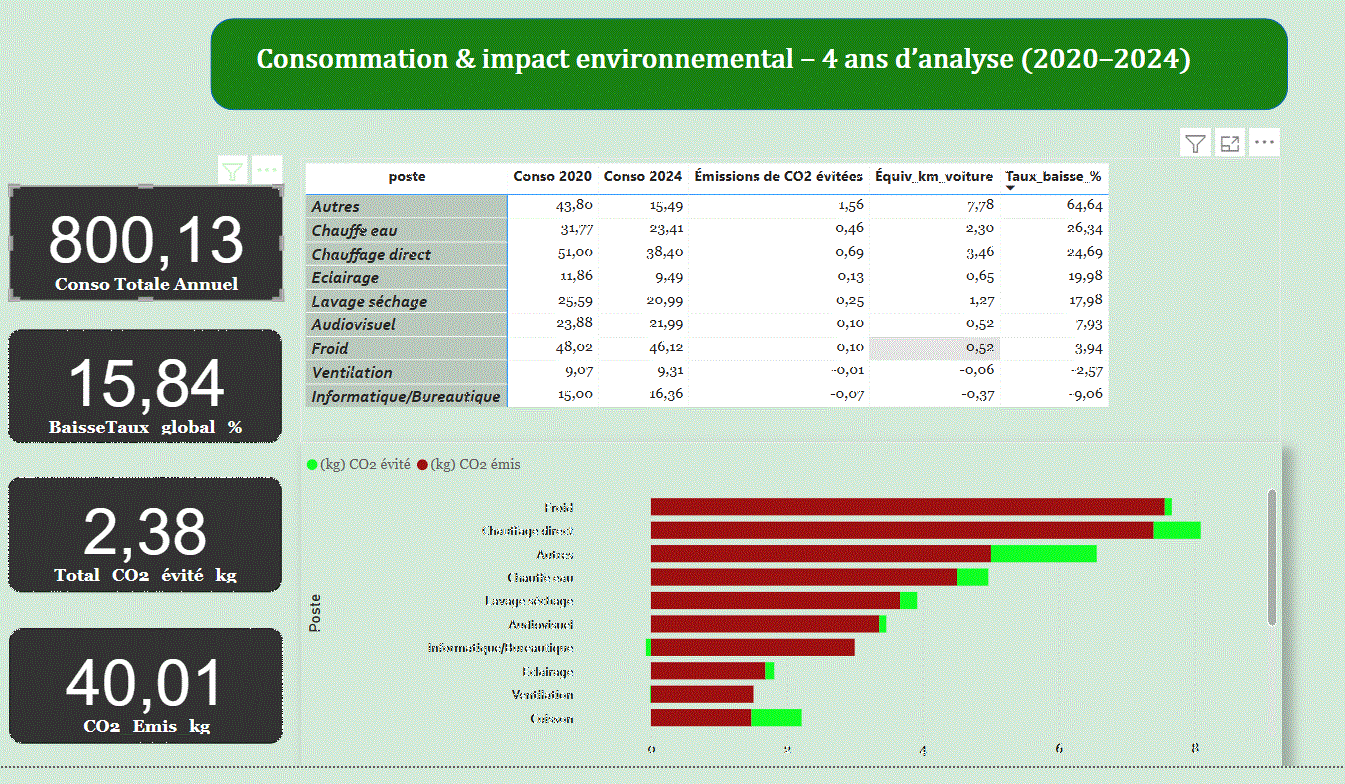 Consommation & impact environnemental – 4 ans d’analyse (2020–2024)
800,13
Conso Totale Annuel
15,84
BaisseTaux global %
2,38
Total CO2 évité kg
40,01
CO2 Emis kg
poste Conso 2020 Conso 2024 Émissions de CO2 évitées Équiv_km_voiture Taux_baisse_%
Autres 43,80 15,49 1,56 7,78 64,64
Chauffe eau 31,77 23,41 0,46 2,30 26,34
Chauffage direct 51,00 38,40 0,69 3,46 24,69
Eclairage 11,86 9,49 0,13 0,65 19,98
Lavage séchage 25,59 20,99 0,25 1,27 17,98
Audiovisuel 23,88 21,99 0,10 0,52 7,93
Froid 48,02 46,12 0,10 0,52 3,94
Ventilation 9,07 9,31 -0,01 -0,06 -2,57
Informatique/Bureautique 15,00 16,36 -0,07 -0,37 -9,06
(kg) CO2 évité (kg) CO2 émis
Poste
Froid
Chauffage direct
Autres
Chauffe eau
Lavage séchage
Audiovisuel
Informatique/Bureautique
Eclairage
Ventilation
Cuisson
0 2 4 6 8